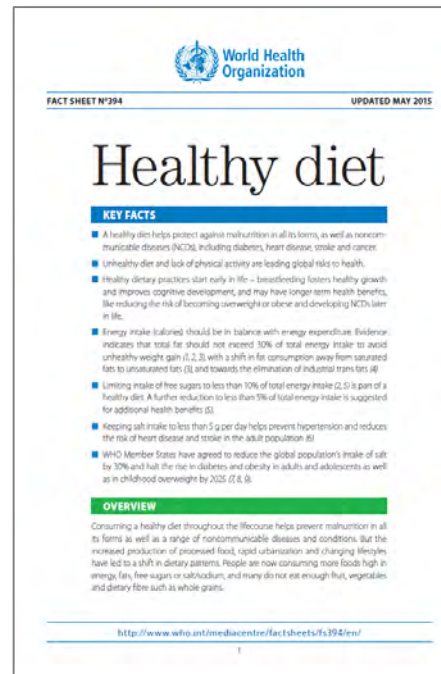 World Health
Organization
FACT SHEET N°394 UPDATED MAY 2015
Healthy diet
KEY FACTS
■ A healthy diet helps protect against malnutrition in all its forms, as well as noncom-
municable diseases (NCDs), including diabetes, heart disease, stroke and cancer.
■ Unhealthy diet and lack of physical activity are leading global risks to health.
■ Healthy dietary practices start early in life – breastfeeding fosters healthy growth
and improves cognitive development, and may have longer-term health benefits,
like reducing the risk of becoming overweight or obese and developing NCDs later
in life.
■ Energy intake (calories) should be in balance with energy expenditure. Evidence
indicates that total fat should not exceed 30% of total energy intake to avoid
unhealthy weight gain (1, 2, 3), with a shift in fat consumption away from saturated
fats to unsaturated fats (3), and towards the elimination of industrial trans fats (4).
■ Limiting intake of free sugars to less than 10% of total energy intake (2, 5) is part of a
healthy diet. A further reduction to less than 5% of total energy intake is suggested
for additional health benefits (5).
■ Keeping salt intake to less than 5 g per day helps prevent hypertension and reduces
the risk of heart disease and stroke in the adult population (6).
■ WHO Member States have agreed to reduce the global population's intake of salt
by 30% and halt the rise in diabetes and obesity in adults and adolescents as well
as in childhood overweight by 2025 (7, 8, 9).
OVERVIEW
Consuming a healthy diet throughout the lifecourse helps prevent malnutrition in all
its forms as well as a range of noncommunicable diseases and conditions. But the
increased production of processed food, rapid urbanization and changing lifestyles
have led to a shift in dietary patterns. People are now consuming more foods high in
energy, fats, free sugars or salt/sodium, and many do not eat enough fruit, vegetables
and dietary fibre such as whole grains.
http://www.who.int/mediacentre/factsheets/fs394/en/
1